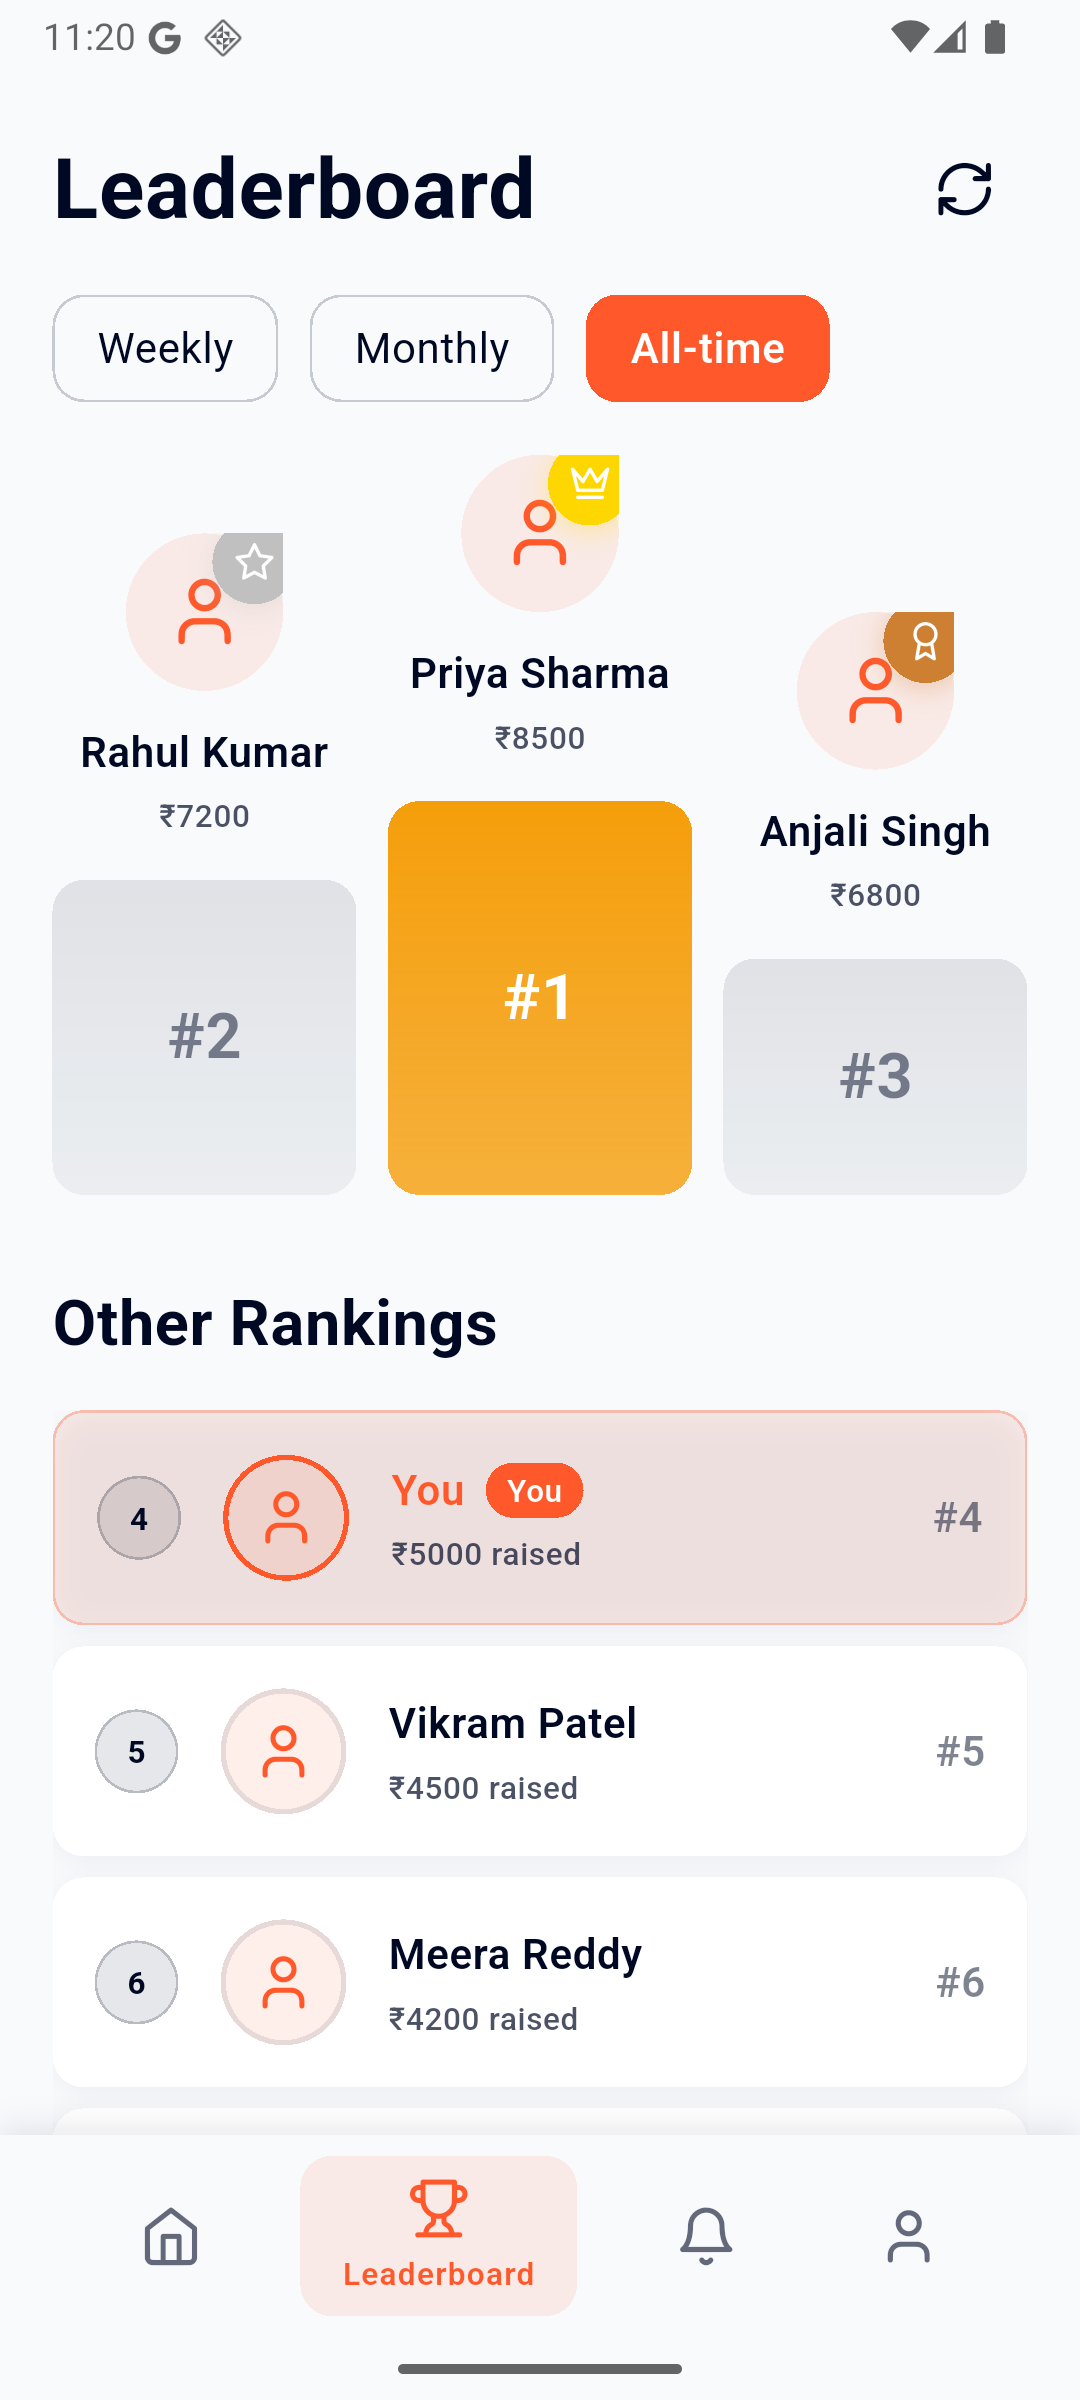 11:20
Leaderboard
Weekly
Monthly
All-time
Priya Sharma
₹8500
Rahul Kumar
₹7200
Anjali Singh
₹6800
#1
#2
#3
Other Rankings
4
You
You
₹5000 raised
#4
5
Vikram Patel
₹4500 raised
#5
6
Meera Reddy
₹4200 raised
#6
Leaderboard